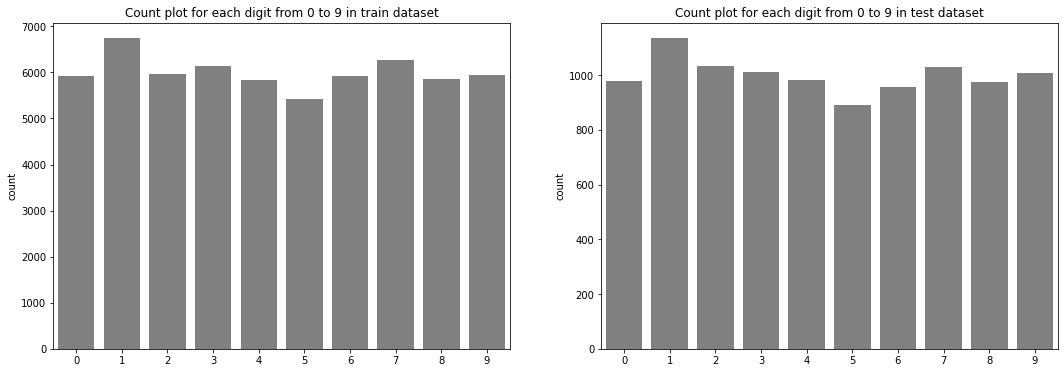 Count plot for each digit from 0 to 9 in train dataset
7000
6000
5000
4000
3000
2000
1000
0
count
0 1 2 3 4 5 6 7 8 9
Count plot for each digit from 0 to 9 in test dataset
1000
800
600
400
200
0
count
0 1 2 3 4 5 6 7 8 9